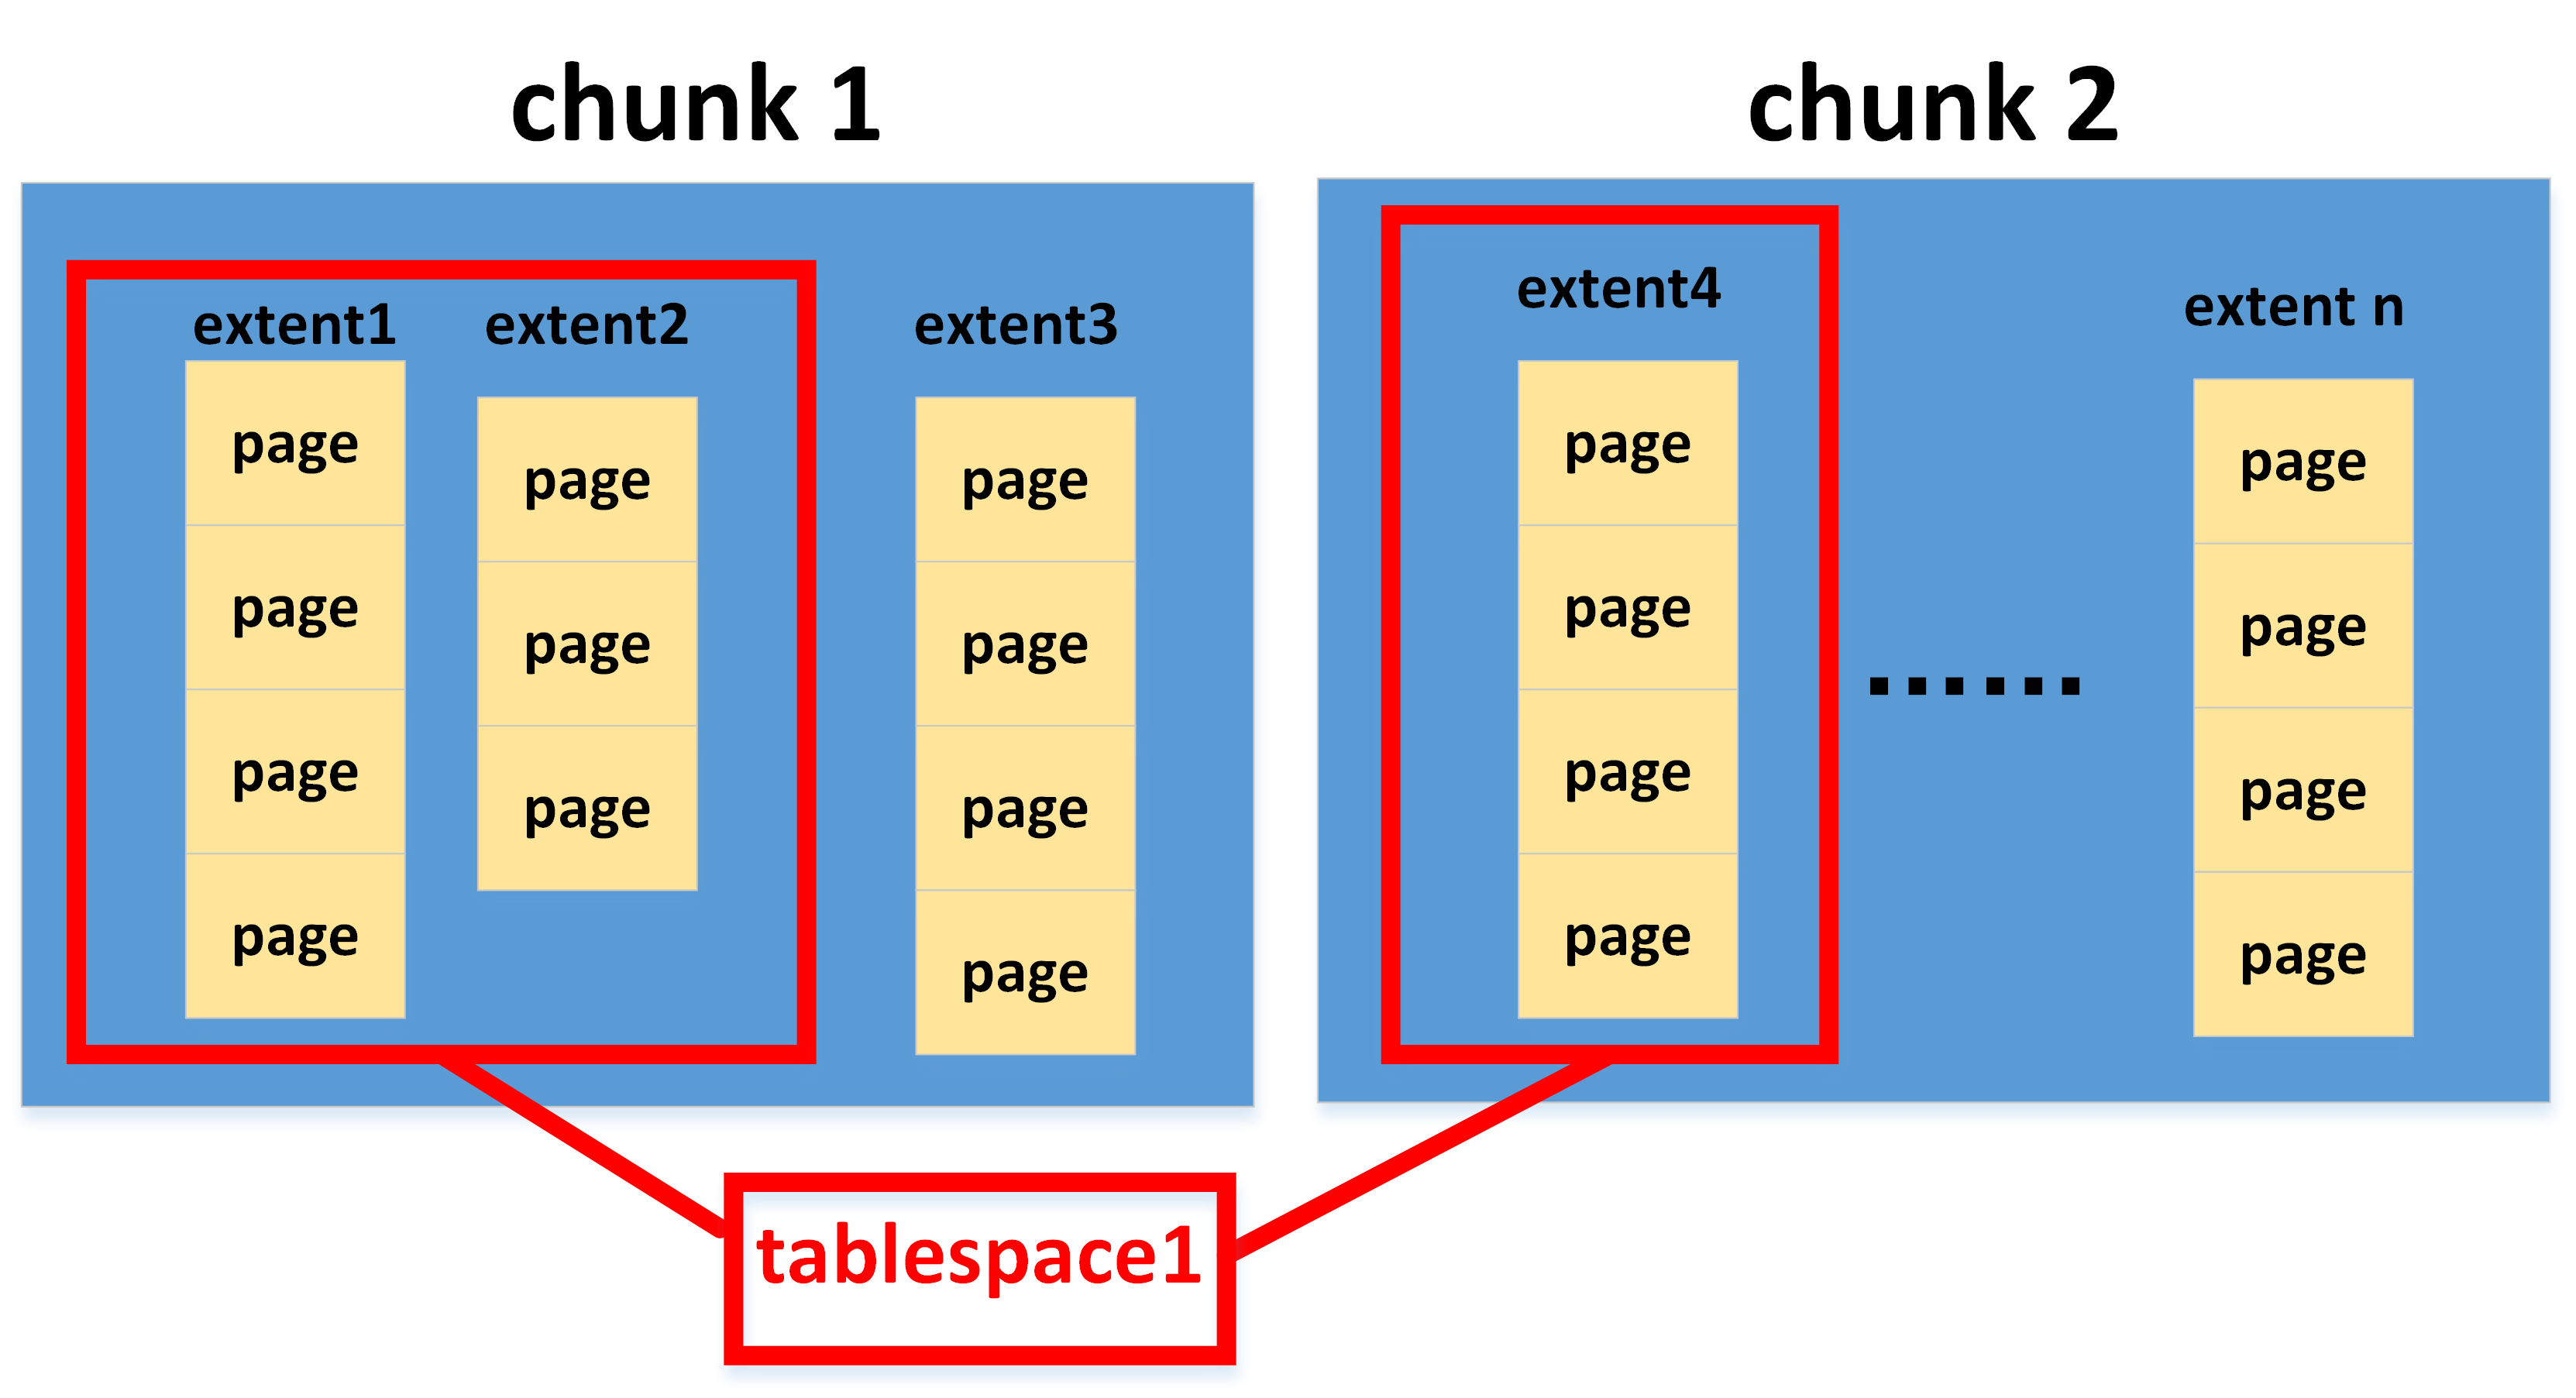 chunk 1
extent1
page
page
page
page
extent2
page
page
page
extent3
page
page
page
page
chunk 2
extent4
page
page
page
page
......
extent n
page
page
page
page
tablespace1